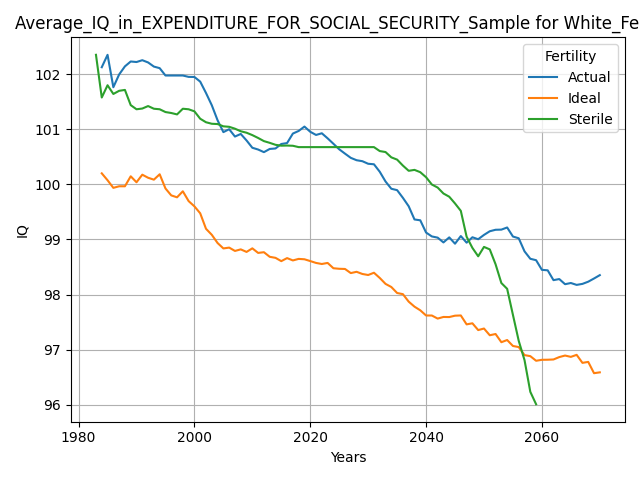 Average_IQ_in_EXPENDITURE_FOR_SOCIAL_SECURITY_Sample for White_Fe
Fertility
Actual
Ideal
Sterile
102
101
100
99
98
97
96
IQ
1980
2000
2020
2040
2060
Years